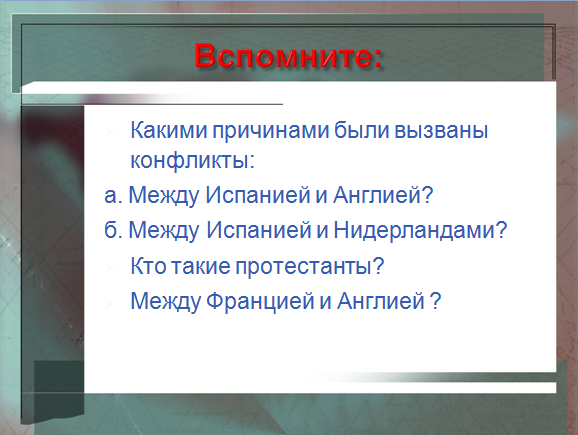 Вспомните:
Какими причинами были вызваны
конфликты:
а. Между Испанией и Англией?
б. Между Испанией и Нидерландами?
Кто такие протестанты?
Между Францией и Англией ?